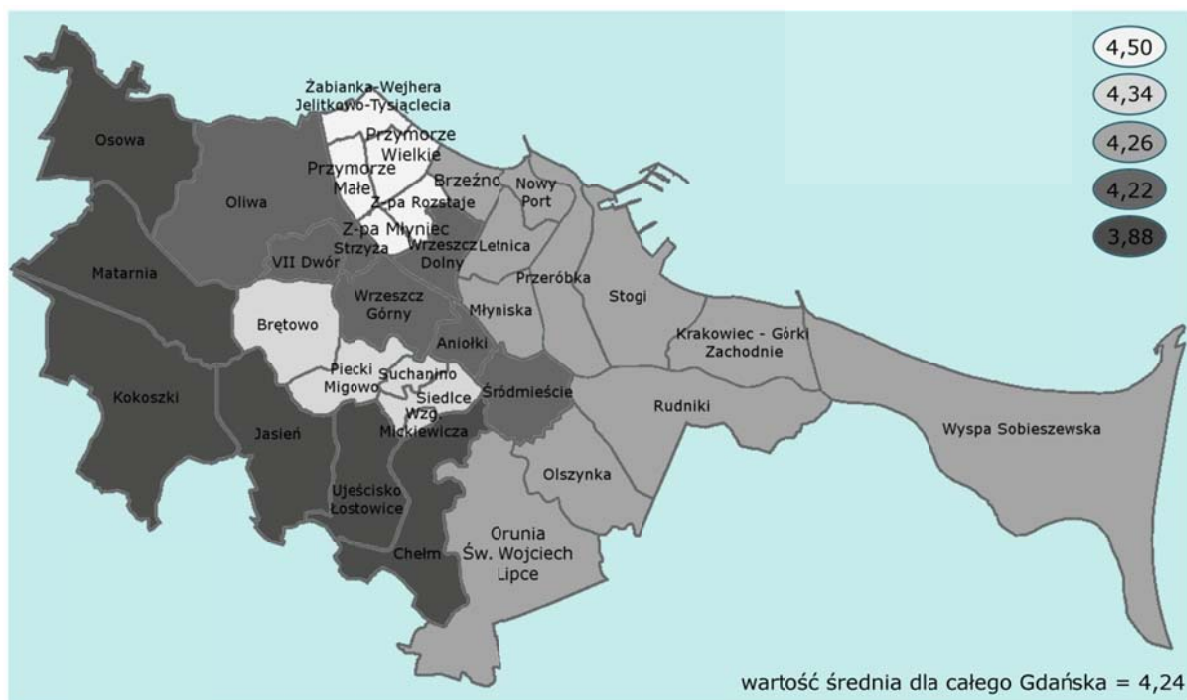 4,50
4,34
4,26
4,22
3,88
Żabianka-Wejhera
Jelitkowo-Tysiąclecia
Osowa
Przymorze
Wielkie
Przymorze
Małe
Brzeźno
Nowy
Port
Oliwa
Z-pa Rozstaje
Z-pa Młyniec
Strzyża
Wrzeszcz
Dolny
Letnica
VII Dwór
Matarnia
Przeróbka
Stogi
Młyniska
Wrzeszcz
Górny
Brętowo
Aniołki
Krakowiec - Górki
Zachodnie
Piecki
Migowo
Suchanino
Siedlce
Śródmieście
Wzg.
Mickiewicza
Kokoszki
Rudniki
Wyspa Sobieszewska
Jasień
Olszynka
Ujeścisko
Łostowice
Chełm
Orunia
Św. Wojciech
Lipce
wartość średnia dla całego Gdańska = 4,24